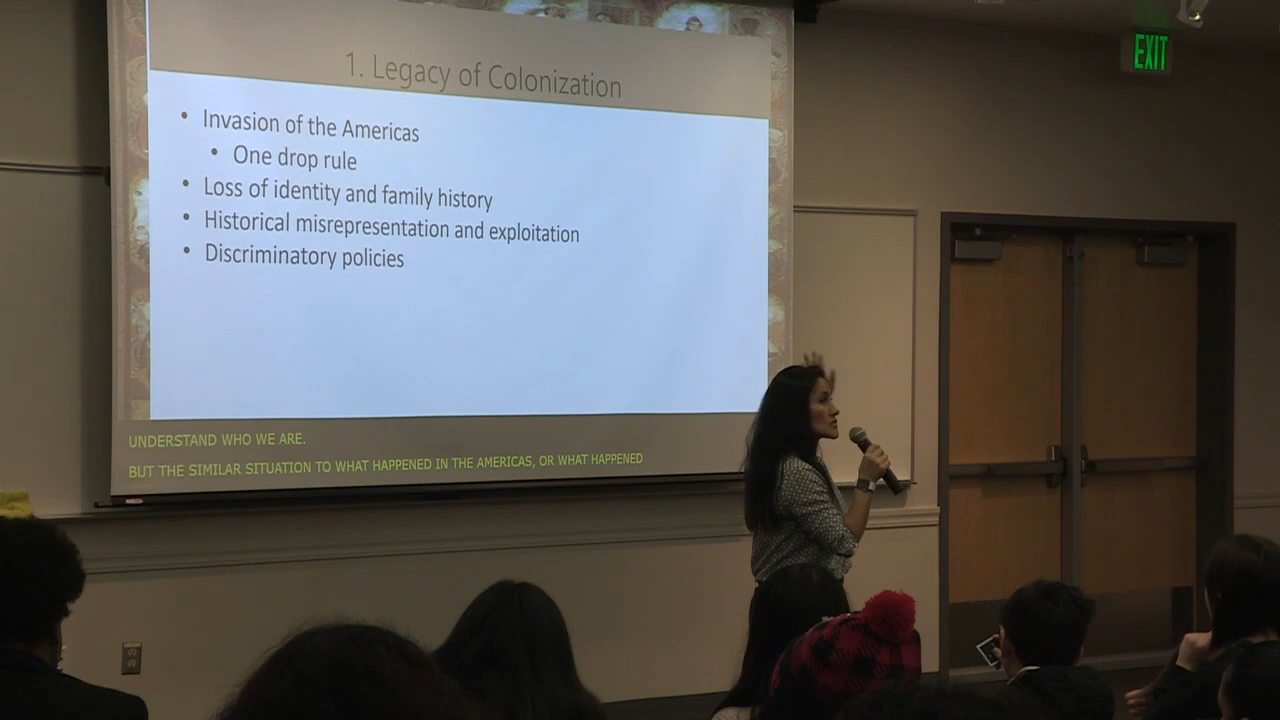 EXIT
1. Legacy of Colonization
• Invasion of the Americas
• One drop rule
• Loss of identity and family history
• Historical misrepresentation and exploitation
• Discriminatory policies
UNDERSTAND WHO WE ARE.
BUT THE SIMILAR SITUATION TO WHAT HAPPENED IN THE AMERICAS, OR WHAT HAPPENED